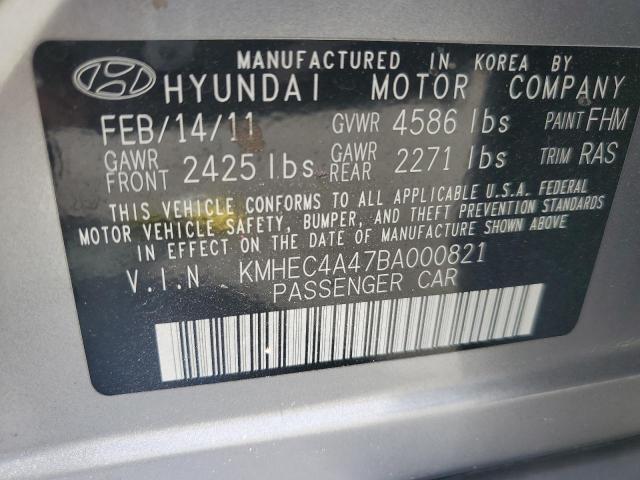 MANUFACTURED IN KOREA BY
HYUNDAI MOTOR COMPANY
FEB/14/11 GVWR 4586 lbs PAINT FHM
GAWR FRONT 2425 lbs GAWR REAR 2271 lbs TRIM RAS
THIS VEHICLE CONFORMS TO ALL APPLICABLE U.S.A. FEDERAL
MOTOR VEHICLE SAFETY, BUMPER, AND THEFT PREVENTION STANDARDS
IN EFFECT ON THE DATE OF MANUFACTURE SHOWN ABOVE.
V.I.N KMHEC4A47BA000821
PASSENGER CAR